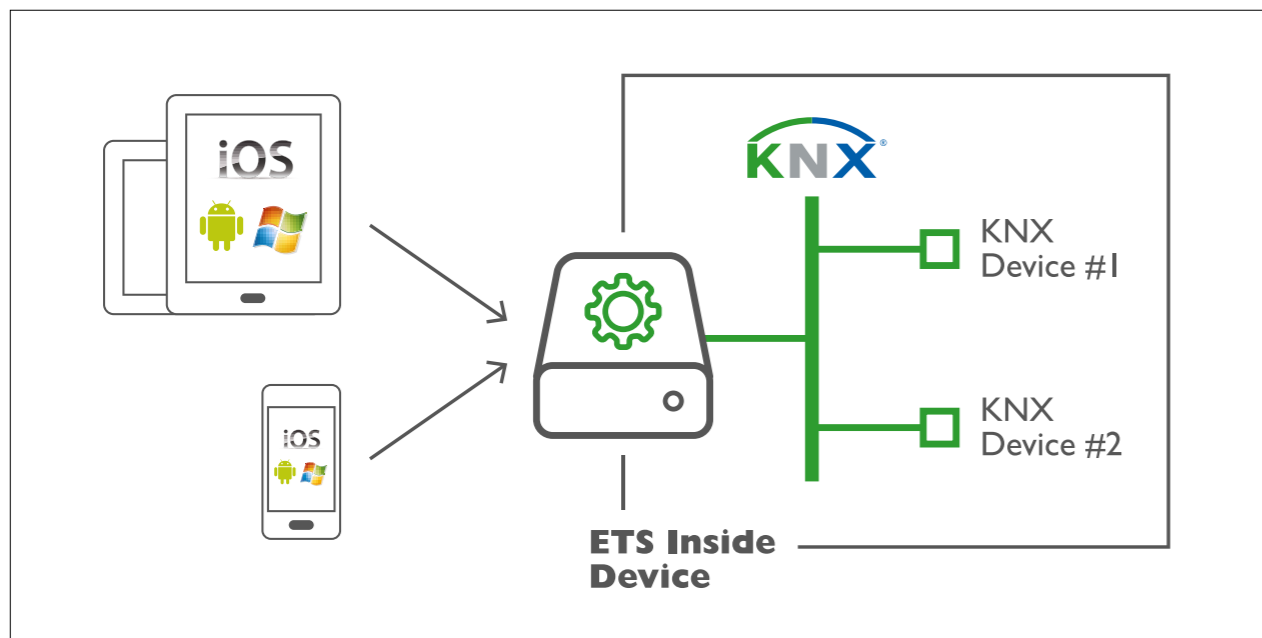 iOS
iOS
KNX®
KNX
Device #1
KNX
Device #2
ETS Inside
Device